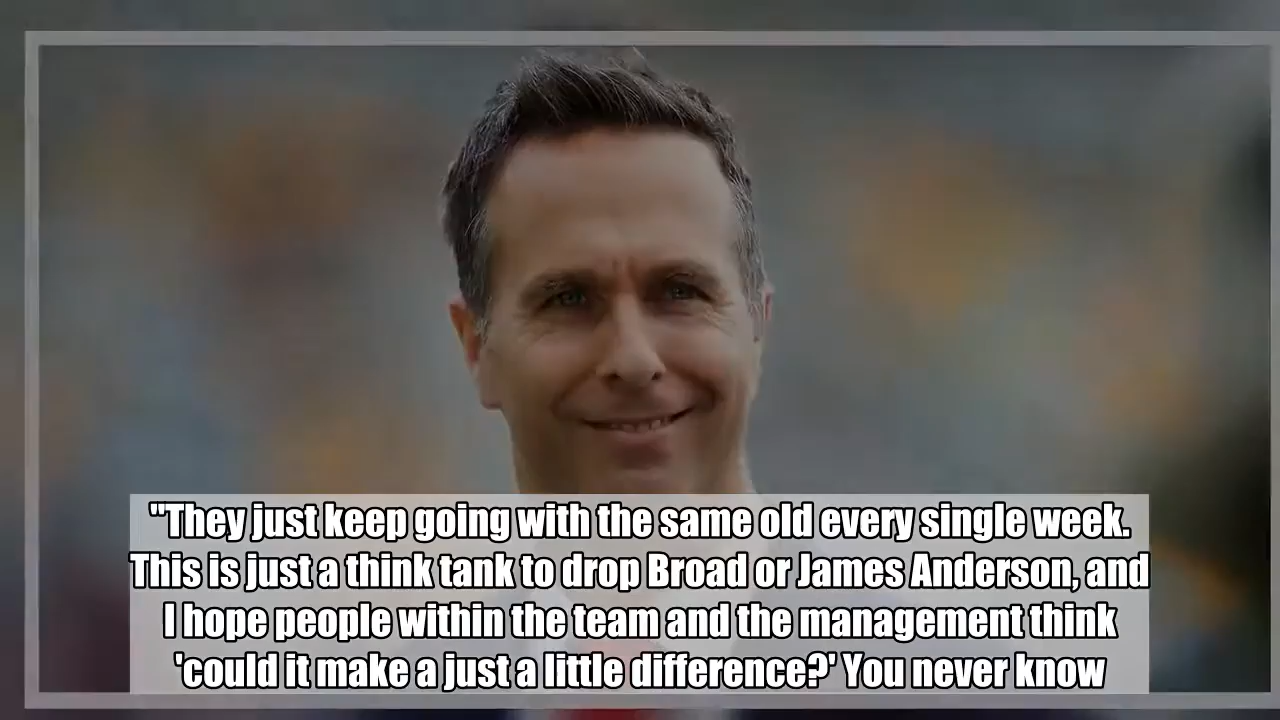 "They just keep going with the same old every single week.
This is just a think tank to drop Broad or James Anderson, and
I hope people within the team and the management think
'could it make a just a little difference?' You never know